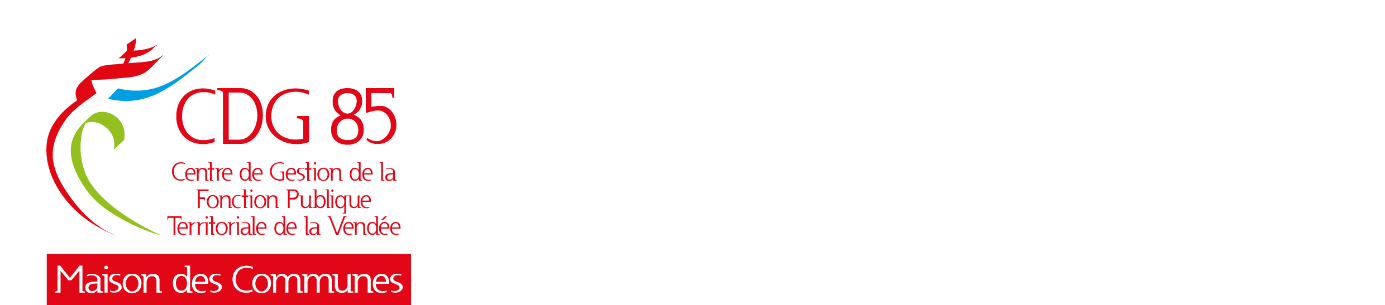 CDG 85
Centre de Gestion de la
Fonction Publique
Territoriale de la Vendée
Maison des Communes